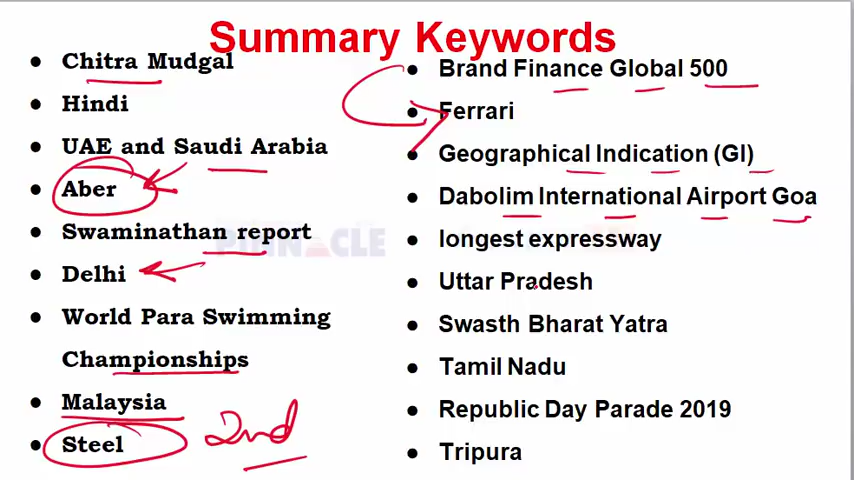 Summary Keywords
Chitra Mudgal
Hindi
UAE and Saudi Arabia
Aber
Swaminathan report
Delhi
World Para Swimming
Championships
Malaysia
Steel
2nd
Brand Finance Global 500
Ferrari
Geographical Indication (GI)
Dabolim International Airport Goa
longest expressway
Uttar Pradesh
Swasth Bharat Yatra
Tamil Nadu
Republic Day Parade 2019
Tripura
PINNACLE